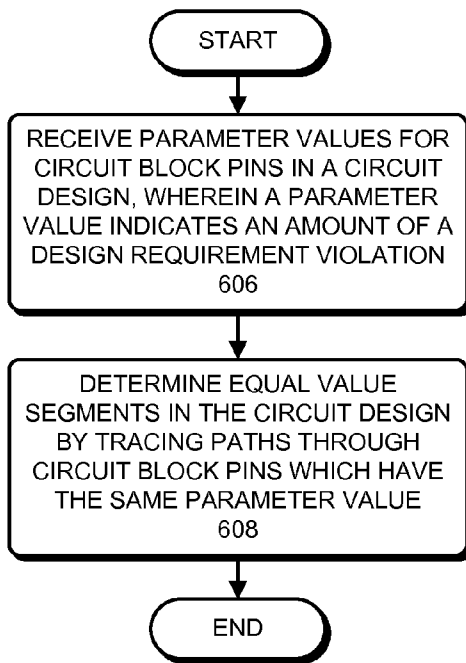 START
RECEIVE PARAMETER VALUES FOR
CIRCUIT BLOCK PINS IN A CIRCUIT
DESIGN, WHEREIN A PARAMETER
VALUE INDICATES AN AMOUNT OF A
DESIGN REQUIREMENT VIOLATION
606
DETERMINE EQUAL VALUE
SEGMENTS IN THE CIRCUIT DESIGN
BY TRACING PATHS THROUGH
CIRCUIT BLOCK PINS WHICH HAVE
THE SAME PARAMETER VALUE
608
END